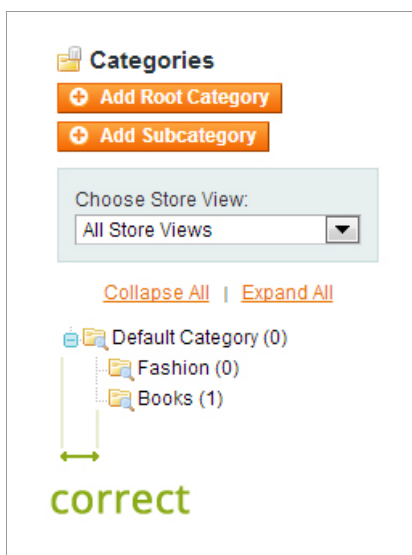 Categories
Add Root Category
Add Subcategory
Choose Store View:
All Store Views
Collapse All | Expand All
Default Category (0)
Fashion (0)
Books (1)
correct